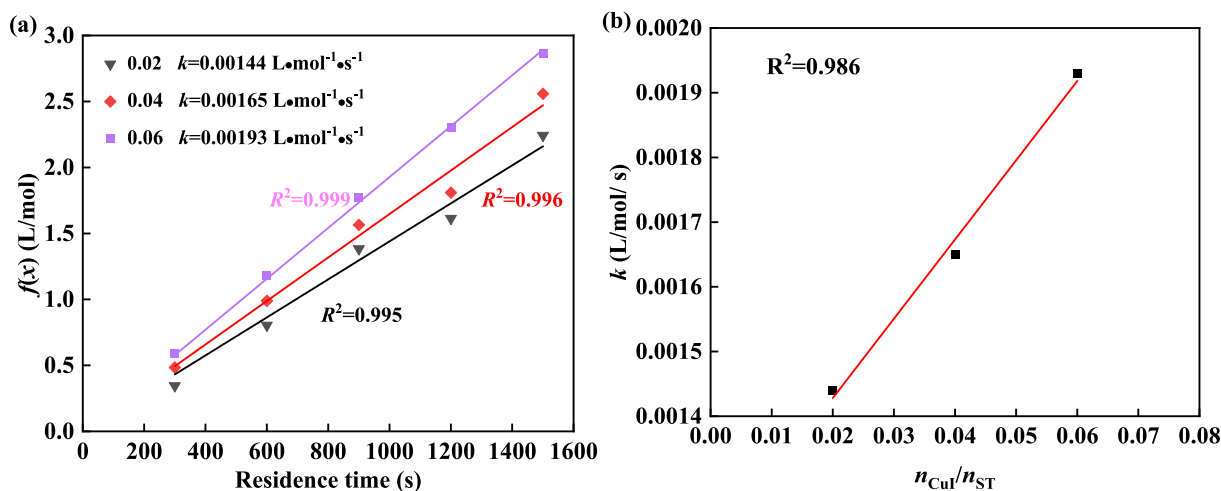 (a)
3.0
2.5
2.0
1.5
1.0
0.5
0.0
f(x) (L/mol)
0.02 k=0.00144 L•mol⁻¹•s⁻¹
0.04 k=0.00165 L•mol⁻¹•s⁻¹
0.06 k=0.00193 L•mol⁻¹•s⁻¹
R²=0.999
R²=0.996
R²=0.995
0 200 400 600 800 1000 1200 1400 1600
Residence time (s)
(b)
0.0020
0.0019
0.0018
0.0017
0.0016
0.0015
0.0014
k (L/mol/ s)
R²=0.986
0.00 0.01 0.02 0.03 0.04 0.05 0.06 0.07 0.08
n_CuI/n_ST